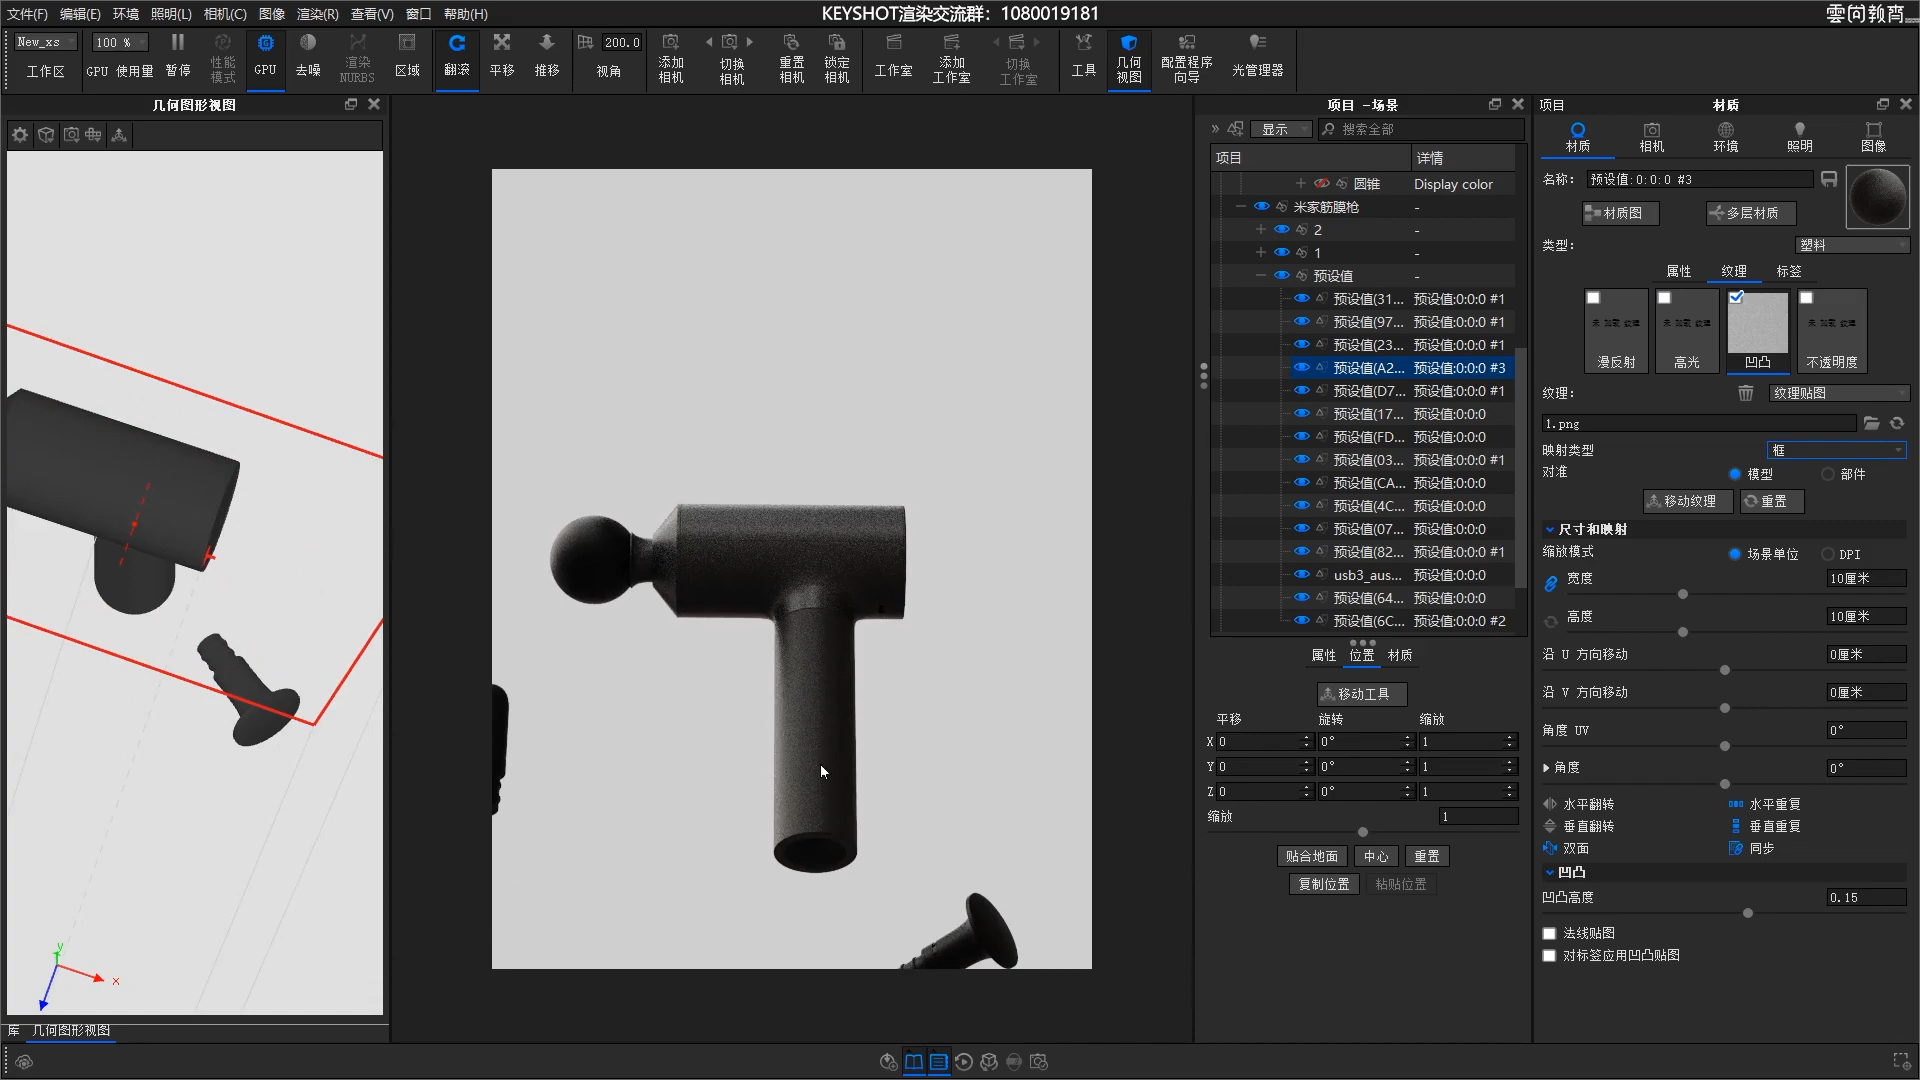 文件(F) 编辑(E) 环境 照明(L) 相机(C) 图像 渲染(R) 查看(V) 窗口 帮助(H)
KEYSHOT渲染交流群：1080019181
New_xs 100 % 200.0
工作区 GPU 使用量 暂停 性能模式 GPU 去噪 渲染NURBS 区域 翻滚 平移 推移 视角 添加相机 切换相机 重置相机 锁定相机 工作室 添加工作室 切换工作室 工具 几何视图 配置程序向导 光管理器
几何图形视图
项目 -场景
显示 搜索全部
项目 详情
圆锥 Display color
米家筋膜枪 -
2 -
1 -
预设值 -
预设值(31... 预设值:0:0:0 #1
预设值(97... 预设值:0:0:0 #1
预设值(23... 预设值:0:0:0 #1
预设值(A2... 预设值:0:0:0 #3
预设值(D7... 预设值:0:0:0 #1
预设值(17... 预设值:0:0:0
预设值(FD... 预设值:0:0:0
预设值(03... 预设值:0:0:0 #1
预设值(CA... 预设值:0:0:0
预设值(4C... 预设值:0:0:0
预设值(07... 预设值:0:0:0
预设值(82... 预设值:0:0:0 #1
usb3_aus... 预设值:0:0:0
预设值(64... 预设值:0:0:0
预设值(6C... 预设值:0:0:0 #2
属性 位置 材质
移动工具
平移 旋转 缩放
X 0 0° 1
Y 0 0° 1
Z 0 0° 1
缩放 1
贴合地面 中心 重置
复制位置 粘贴位置
项目 材质
材质 相机 环境 照明 图像
名称： 预设值:0:0:0 #3
材质图 多层材质
类型： 塑料
属性 纹理 标签
未加载纹理 未加载纹理 未加载纹理
漫反射 高光 凹凸 不透明度
纹理： 纹理贴图
1.png
映射类型 框
对准 模型 部件
移动纹理 重置
尺寸和映射
缩放模式 场景单位 DPI
宽度 10厘米
高度 10厘米
沿 U 方向移动 0厘米
沿 V 方向移动 0厘米
角度 UV 0°
角度 0°
水平翻转 水平重复
垂直翻转 垂直重复
双面 同步
凹凸
凹凸高度 0.15
法线贴图
对标签应用凹凸贴图
y
x
库 几何图形视图